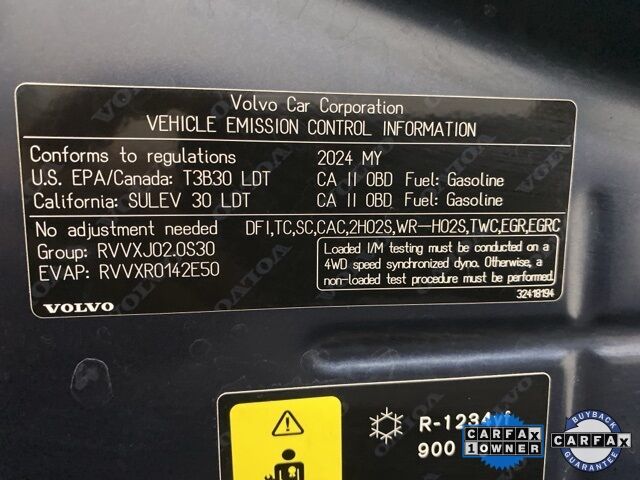 Volvo Car Corporation
VEHICLE EMISSION CONTROL INFORMATION
Conforms to regulations 2024 MY
U.S. EPA/Canada: T3B30 LDT CA II OBD Fuel: Gasoline
California: SULEV 30 LDT CA II OBD Fuel: Gasoline
No adjustment needed DFI,TC,SC,CAC,2HO2S,WR-HO2S,TWC,EGR,EGRC
Group: RVVXJ02.0S30
EVAP: RVVXR0142E50
Loaded I/M testing must be conducted on a
4WD speed synchronized dyno. Otherwise, a
non-loaded test procedure must be performed.
32418194
VOLVO
R-1234yf
900
CARFAX
1 OWNER
BUYBACK
CARFAX
GUARANTEE